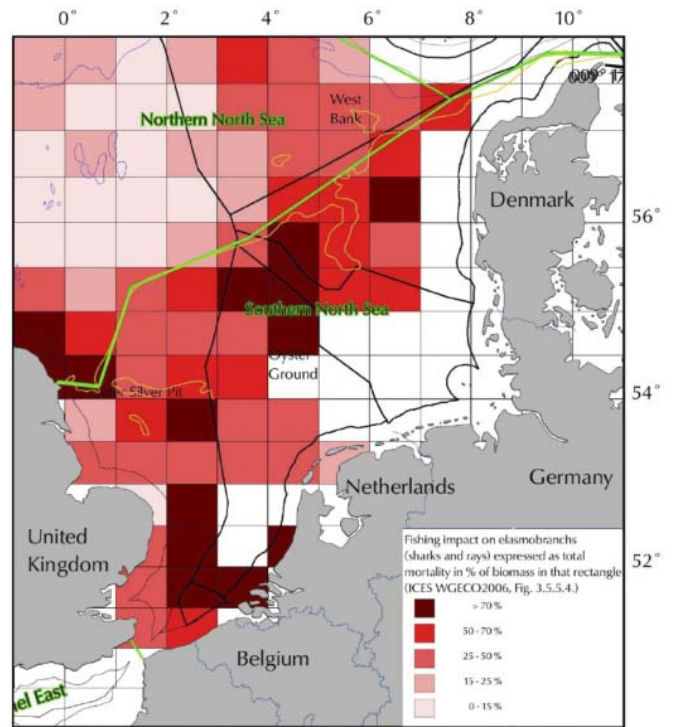 0° 2° 4° 6° 8° 10°
West
Bank
Northern North Sea
Denmark
56°
Southern North Sea
Oyster
Ground
Silver Pit
54°
Netherlands
Germany
United
Kingdom
52°
Belgium
nel East
Fishing impact on elasmobranchs
(sharks and rays) expressed as total
mortality in % of biomass in that rectangle
(ICES WGECO2006, Fig. 3.5.5.4.)
> 70 %
50 - 70 %
25 - 50 %
15 - 25 %
0 - 15 %